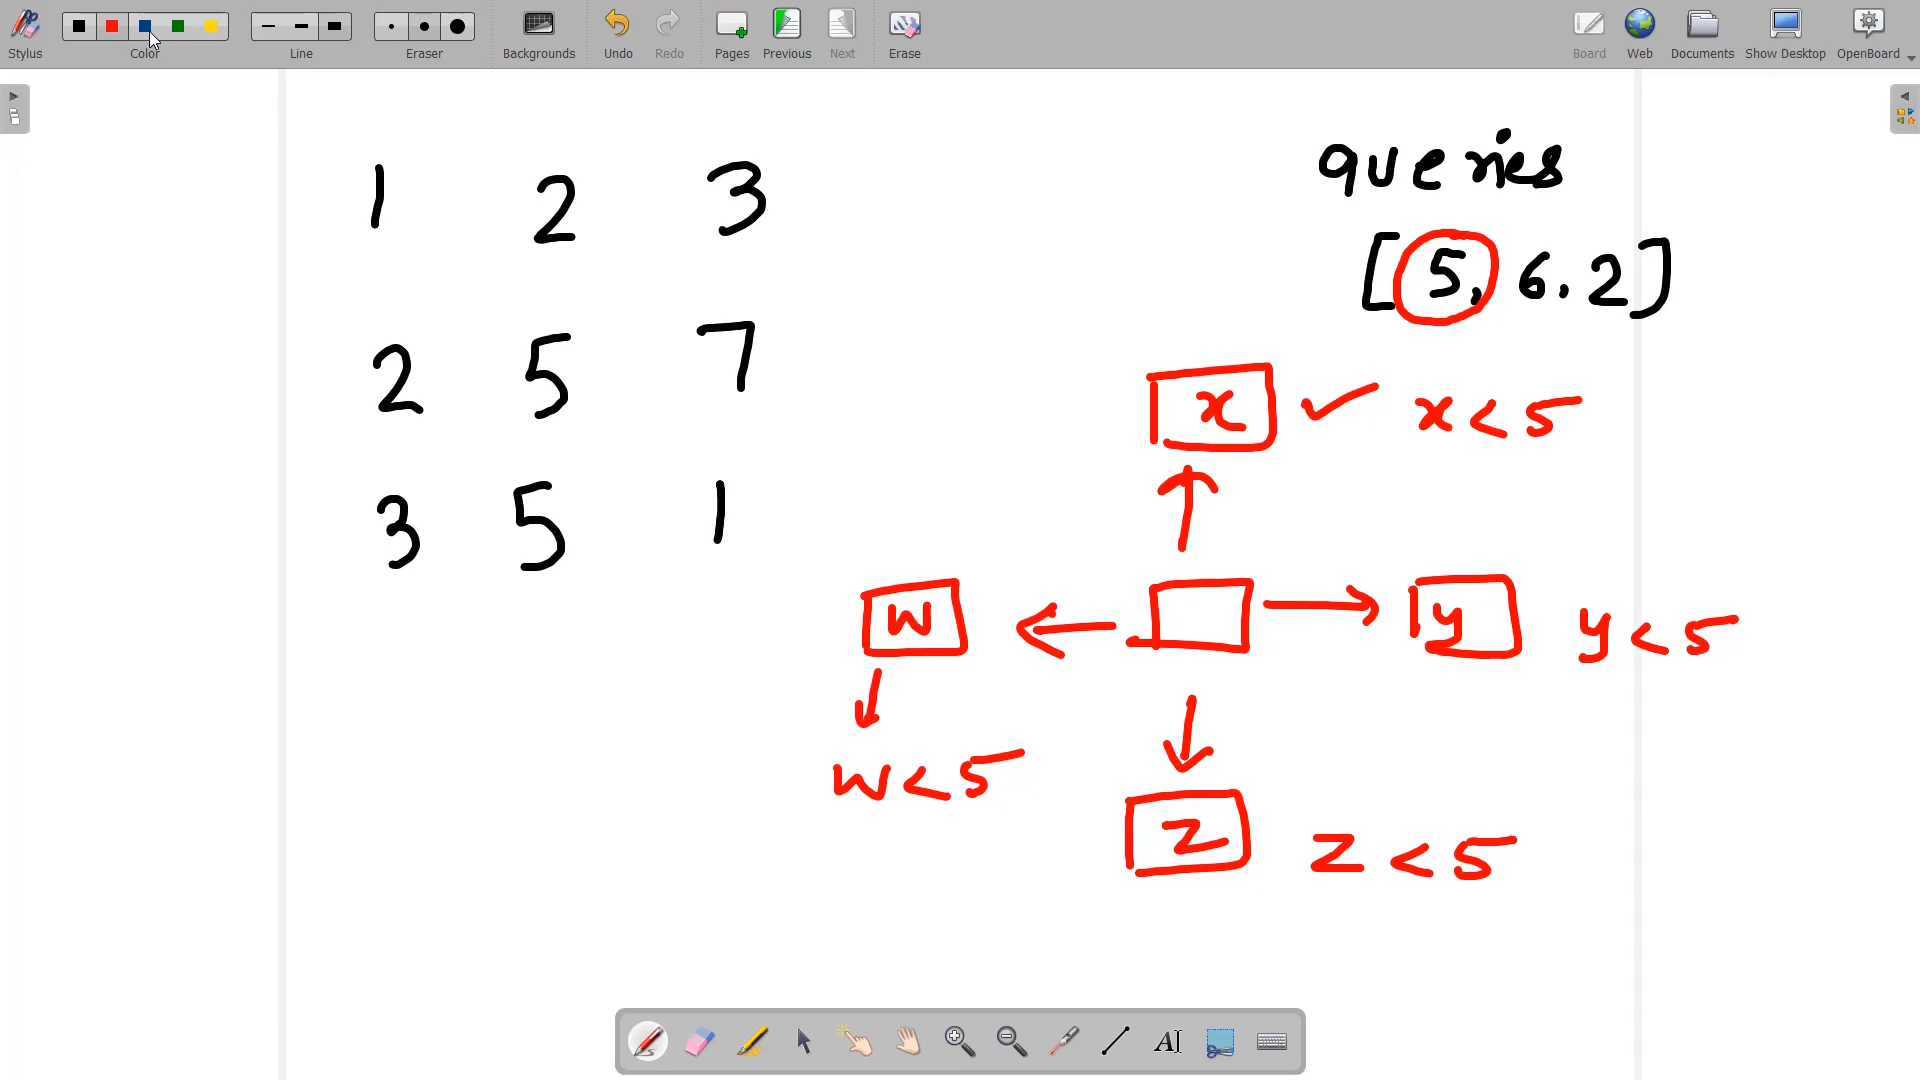 Stylus Color Line Eraser Backgrounds Undo Redo Pages Previous Next Erase Board Web Documents Show Desktop OpenBoard
queries
1 2 3
[5, 6. 2]
2 5 7
x x < 5
3 5 1
w y y < 5
w < 5
z z < 5